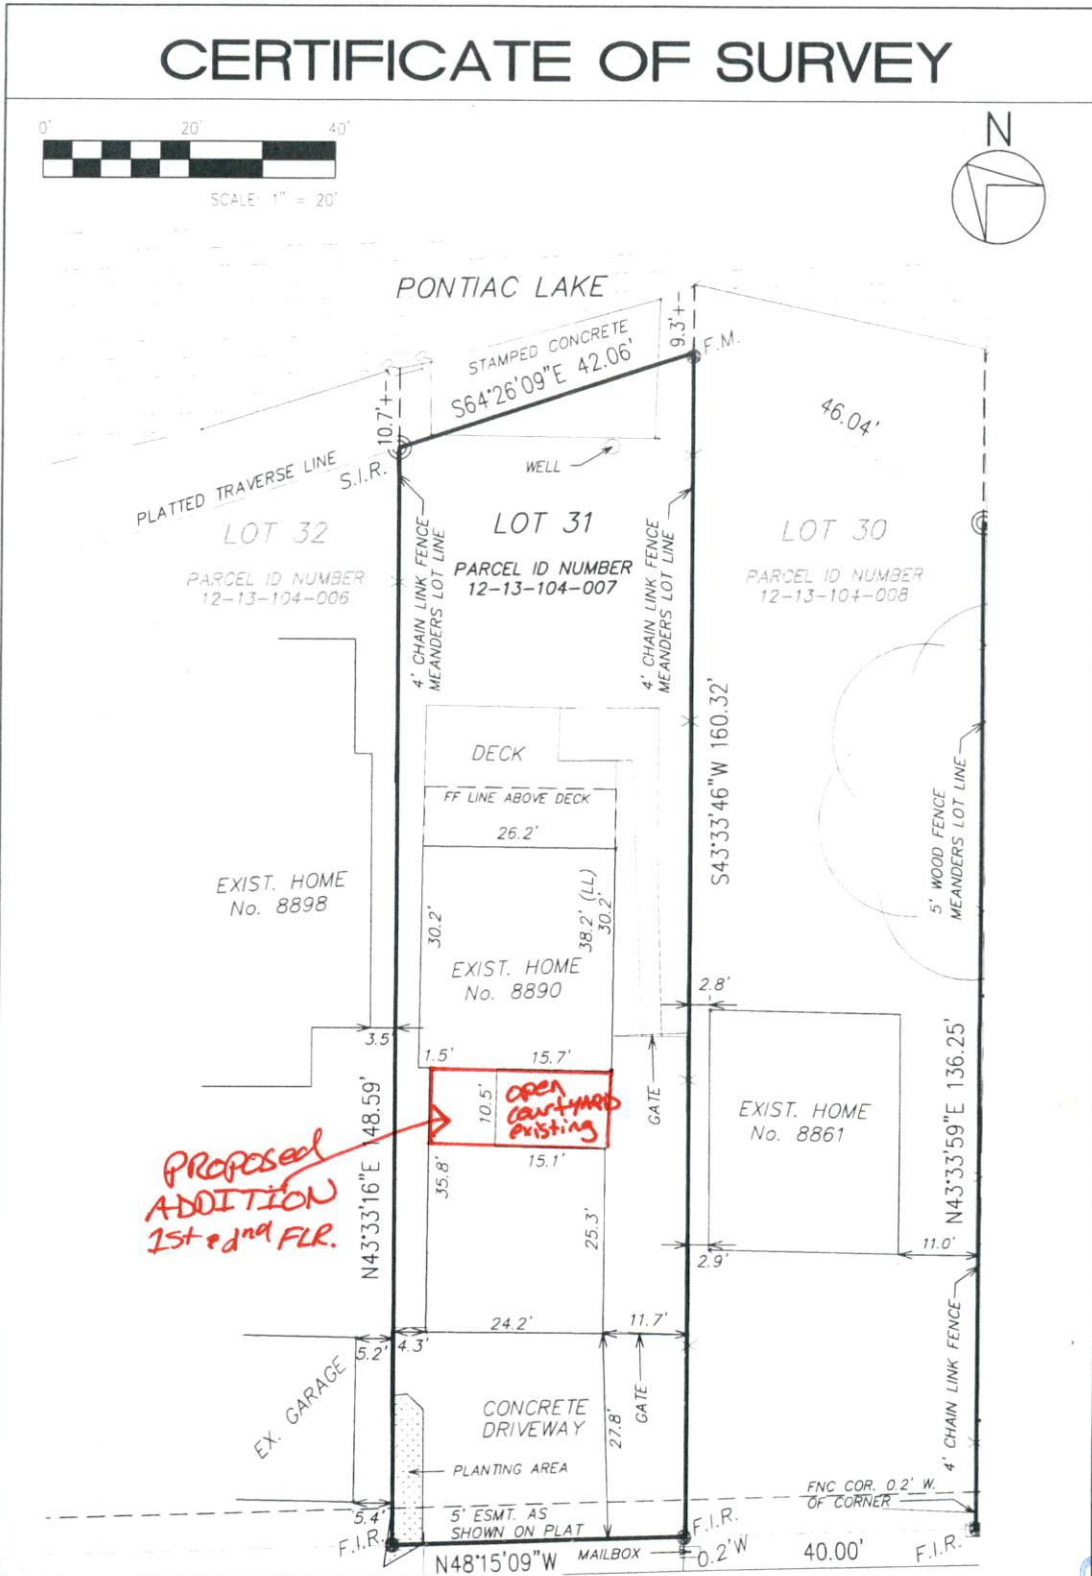 CERTIFICATE OF SURVEY
0' 20' 40'
SCALE: 1" = 20'
N
PONTIAC LAKE
STAMPED CONCRETE
S64°26'09"E 42.06'
9.3'+-
F.M.
10.7'+-
46.04'
S.I.R.
WELL
PLATTED TRAVERSE LINE
LOT 32
PARCEL ID NUMBER
12-13-104-006
LOT 31
PARCEL ID NUMBER
12-13-104-007
LOT 30
PARCEL ID NUMBER
12-13-104-008
4' CHAIN LINK FENCE
MEANDERS LOT LINE
4' CHAIN LINK FENCE
MEANDERS LOT LINE
S43°33'46"W 160.32'
5' WOOD FENCE
MEANDERS LOT LINE
DECK
FF LINE ABOVE DECK
26.2'
EXIST. HOME
No. 8898
30.2'
38.2' (LL)
30.2'
EXIST. HOME
No. 8890
2.8'
3.5'
1.5'
15.7'
10.5'
OPEN
COURTYARD
EXISTING
GATE
EXIST. HOME
No. 8861
N43°33'59"E 136.25'
15.1'
PROPOSED
ADDITION
1st & 2nd FLR.
N43°33'16"E 148.59'
35.8'
25.3'
2.9'
11.0'
24.2'
11.7'
5.2'
4.3'
EX. GARAGE
CONCRETE
DRIVEWAY
27.8'
GATE
4' CHAIN LINK FENCE
PLANTING AREA
FNC COR. 0.2' W.
OF CORNER
5.4'
5' ESMT. AS
SHOWN ON PLAT
F.I.R.
F.I.R.
N48°15'09"W
MAILBOX
0.2'W
40.00'
F.I.R.